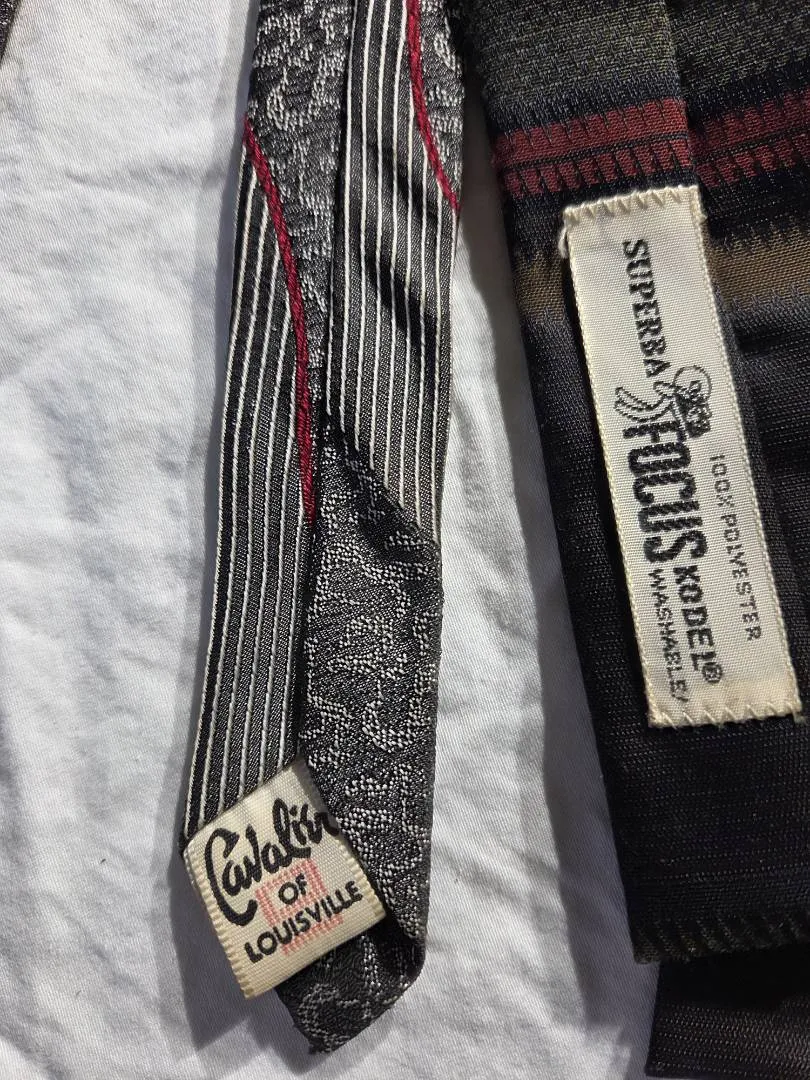 Cavalier
OF
LOUISVILLE
SUPERBA
FOCUS KODEL®
100% POLYESTER
WASHABLE/